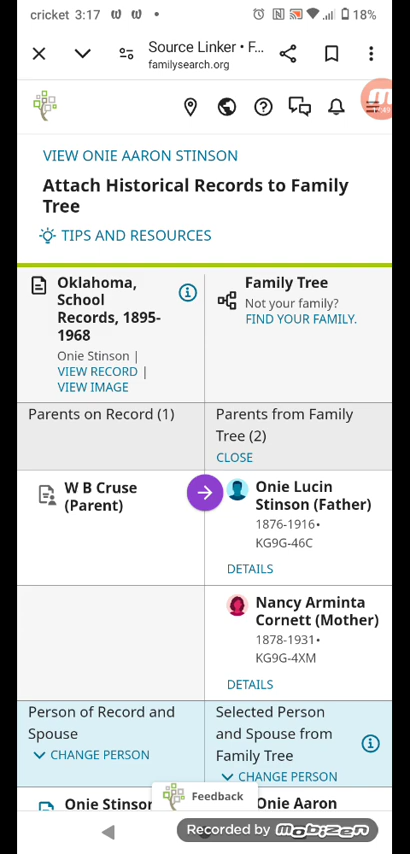 cricket 3:17
18%
Source Linker • F...
familysearch.org
VIEW ONIE AARON STINSON
Attach Historical Records to Family
Tree
TIPS AND RESOURCES
Oklahoma,
School
Records, 1895-
1968
Onie Stinson |
VIEW RECORD |
VIEW IMAGE
Family Tree
Not your family?
FIND YOUR FAMILY.
Parents on Record (1)
Parents from Family
Tree (2)
CLOSE
W B Cruse
(Parent)
Onie Lucin
Stinson (Father)
1876-1916•
KG9G-46C
DETAILS
Nancy Arminta
Cornett (Mother)
1878-1931•
KG9G-4XM
DETAILS
Person of Record and
Spouse
CHANGE PERSON
Selected Person
and Spouse from
Family Tree
CHANGE PERSON
Feedback
Onie Stinson
Onie Aaron
Recorded by mobizen